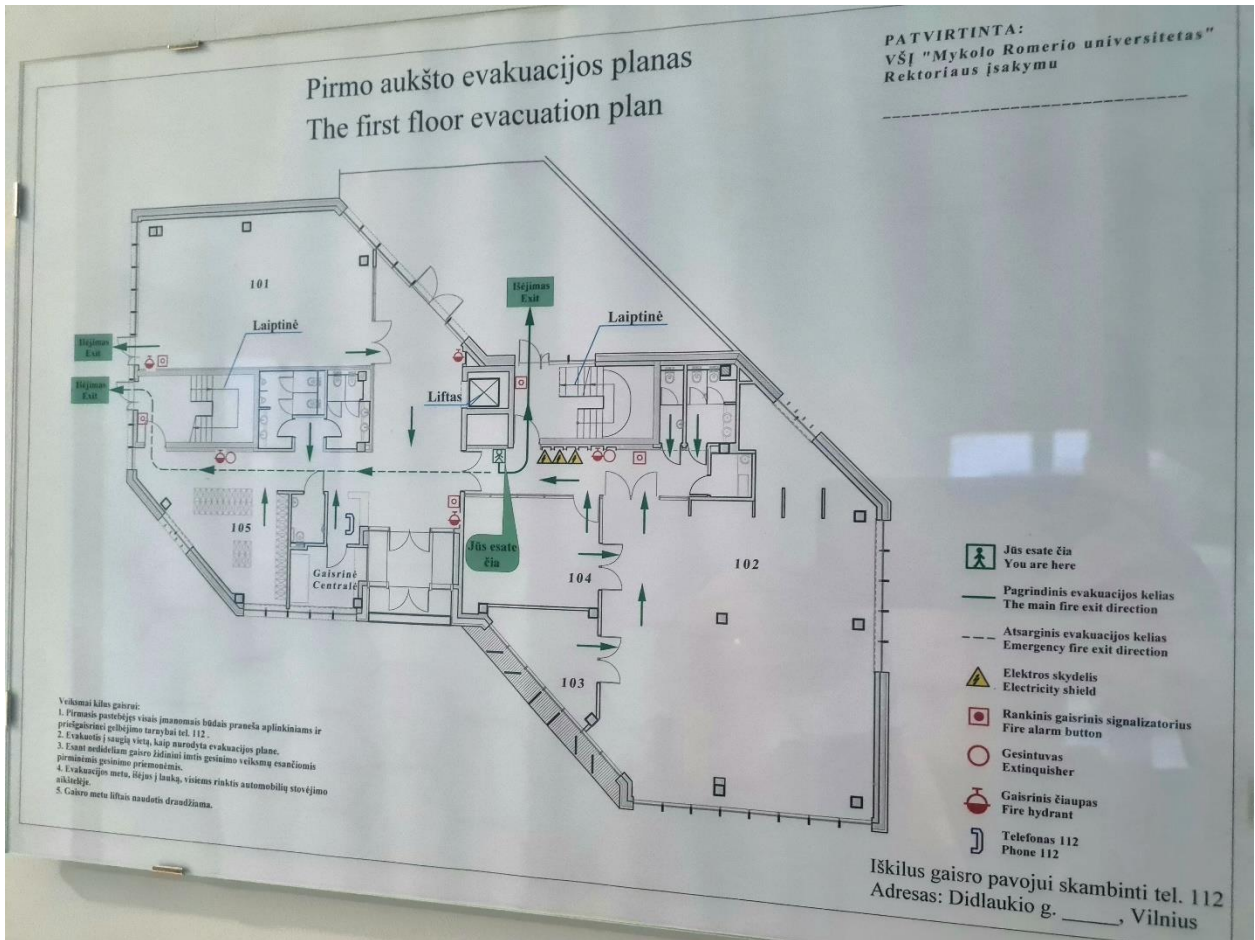 PATVIRTINTA:
VŠĮ "Mykolo Romerio universitetas"
Rektoriaus įsakymu
Pirmo aukšto evakuacijos planas
The first floor evacuation plan
101
Laiptinė
Išėjimas
Exit
Laiptinė
Išėjimas
Exit
Išėjimas
Exit
Liftas
Jūs esate
čia
105
Gaisrinė
Centralė
104
102
103
Jūs esate čia
You are here
Pagrindinis evakuacijos kelias
The main fire exit direction
Atsarginis evakuacijos kelias
Emergency fire exit direction
Elektros skydelis
Electricity shield
Rankinis gaisrinis signalizatorius
Fire alarm button
Gesintuvas
Extinquisher
Gaisrinis čiaupas
Fire hydrant
Telefonas 112
Phone 112
Veiksmai kilus gaisrui:
1. Pirmasis pastebėjęs visais įmanomais būdais praneša aplinkiniams ir
priešgaisrinei gelbėjimo tarnybai tel. 112 .
2. Evakuotis į saugią vietą, kaip nurodyta evakuacijos plane.
3. Esant nedideliam gaisro židiniui imtis gesinimo veiksmų esančiomis
pirminėmis gesinimo priemonėmis.
4. Evakuacijos metu, išėjus į lauką, visiems rinktis automobilių stovėjimo
aikštelėje.
5. Gaisro metu liftais naudotis draudžiama.
Iškilus gaisro pavojui skambinti tel. 112
Adresas: Didlaukio g. _____, Vilnius